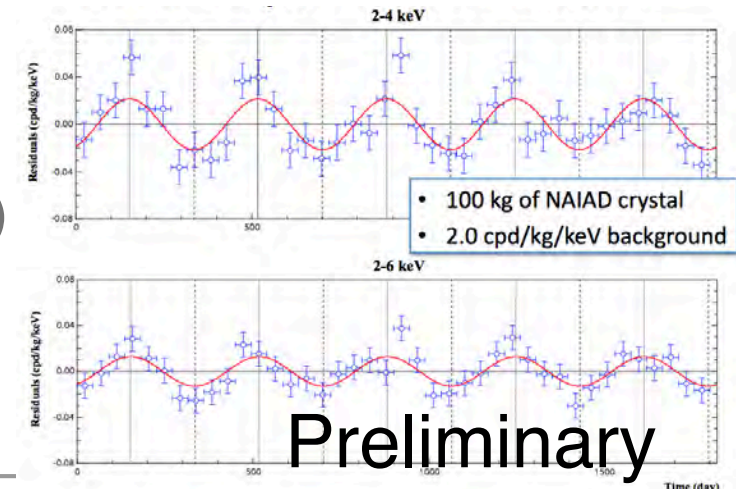 2-4 keV
Residuals (cpd/kg/keV)
0.08
0.04
0.00
-0.04
-0.08
0
500
• 100 kg of NAIAD crystal
• 2.0 cpd/kg/keV background
2-6 keV
Residuals (cpd/kg/keV)
0.08
0.04
0.00
-0.04
-0.08
0
500
1000
1500
Preliminary
Time (day)